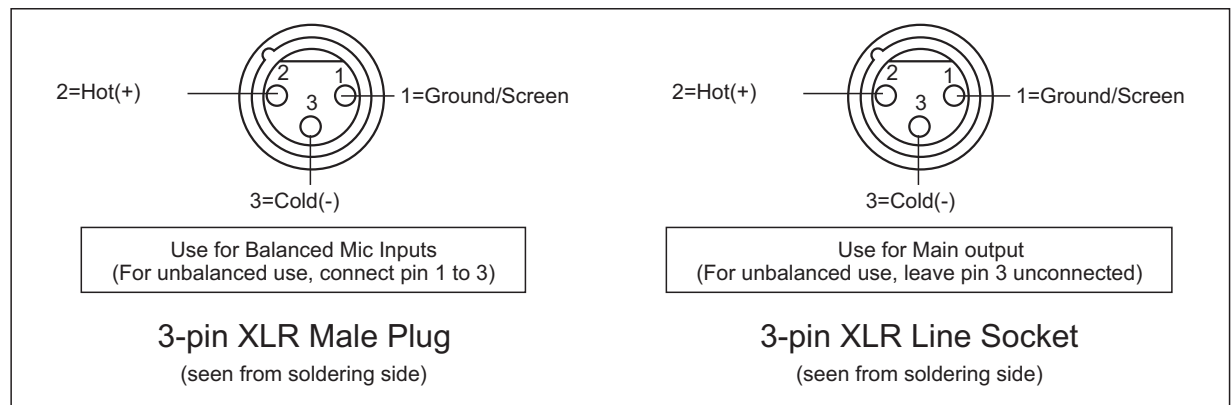 2
1
3
2=Hot(+)
1=Ground/Screen
3=Cold(-)
Use for Balanced Mic Inputs
(For unbalanced use, connect pin 1 to 3)
3-pin XLR Male Plug
(seen from soldering side)
2
1
3
2=Hot(+)
1=Ground/Screen
3=Cold(-)
Use for Main output
(For unbalanced use, leave pin 3 unconnected)
3-pin XLR Line Socket
(seen from soldering side)